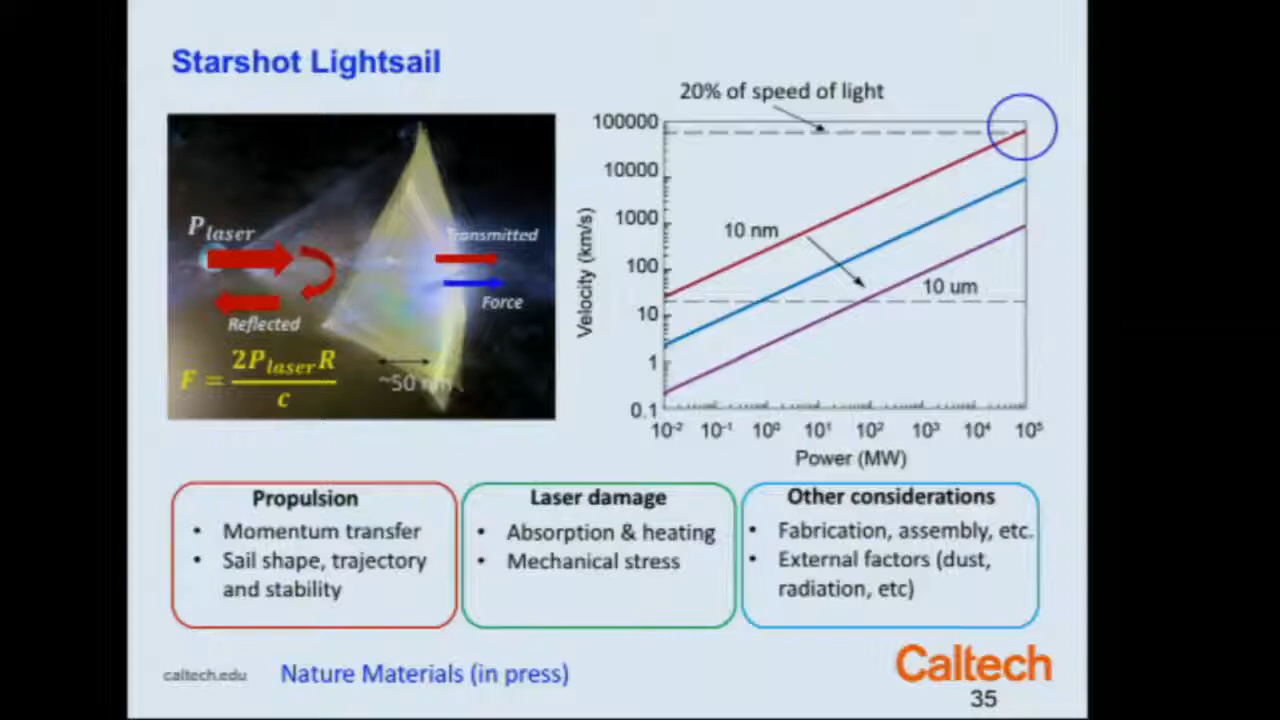 Starshot Lightsail
P_laser
Transmitted
Force
Reflected
F = 2P_laser R / c
~50 nm
20% of speed of light
100000
10000
1000
100
10
1
0.1
Velocity (km/s)
10 nm
10 um
10⁻² 10⁻¹ 10⁰ 10¹ 10² 10³ 10⁴ 10⁵
Power (MW)
Propulsion
• Momentum transfer
• Sail shape, trajectory
and stability
Laser damage
• Absorption & heating
• Mechanical stress
Other considerations
• Fabrication, assembly, etc.
• External factors (dust,
radiation, etc)
caltech.edu
Nature Materials (in press)
Caltech
35